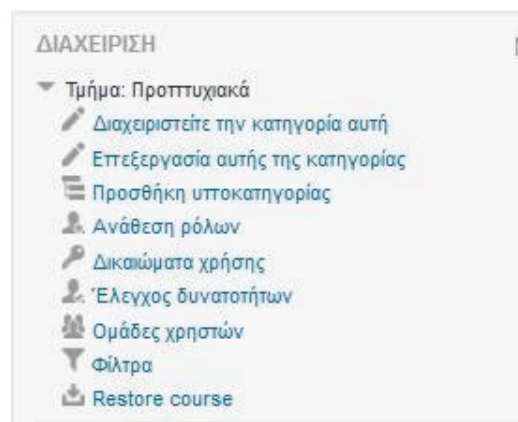 ΔΙΑΧΕΙΡΙΣΗ
Τμήμα: Προπτυχιακά
Διαχειριστείτε την κατηγορία αυτή
Επεξεργασία αυτής της κατηγορίας
Προσθήκη υποκατηγορίας
Ανάθεση ρόλων
Δικαιώματα χρήσης
Έλεγχος δυνατοτήτων
Ομάδες χρηστών
Φίλτρα
Restore course